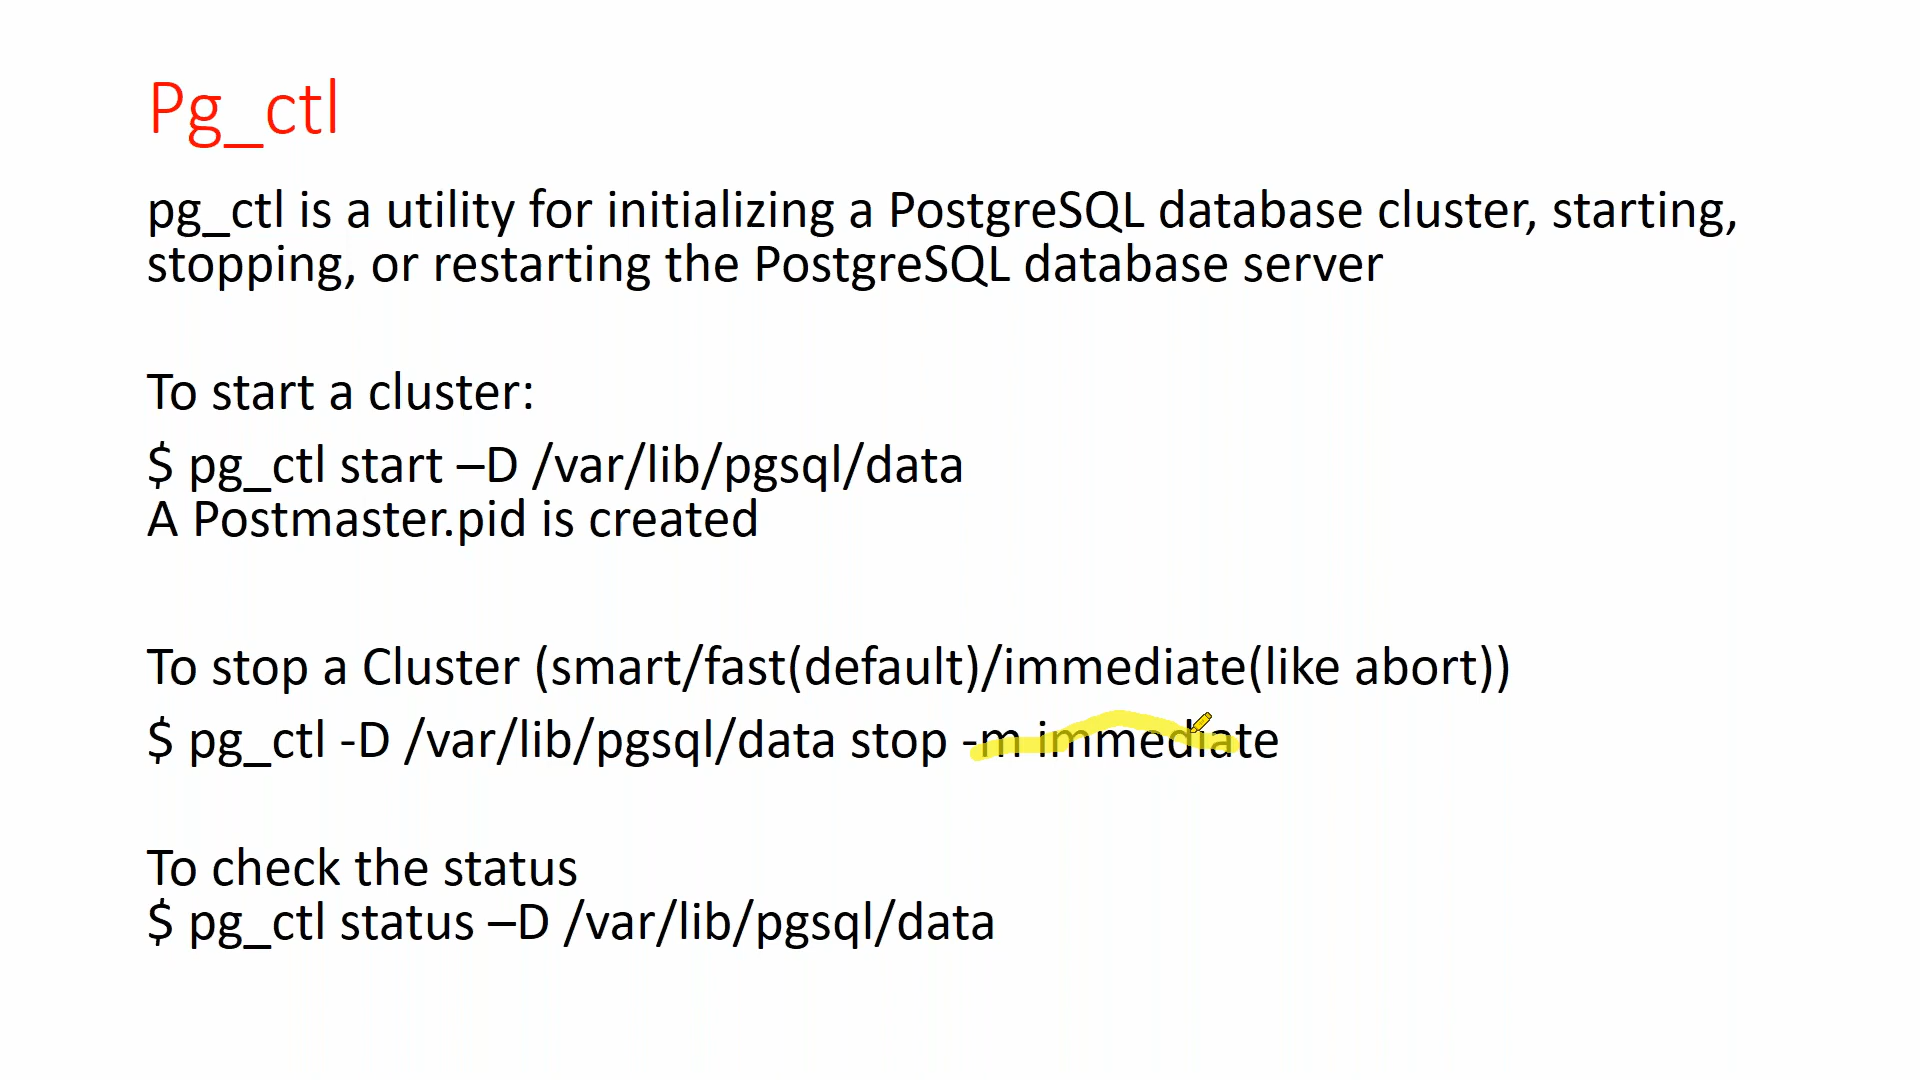 Pg_ctl
pg_ctl is a utility for initializing a PostgreSQL database cluster, starting,
stopping, or restarting the PostgreSQL database server
To start a cluster:
$ pg_ctl start –D /var/lib/pgsql/data
A Postmaster.pid is created
To stop a Cluster (smart/fast(default)/immediate(like abort))
$ pg_ctl -D /var/lib/pgsql/data stop -m immediate
To check the status
$ pg_ctl status –D /var/lib/pgsql/data